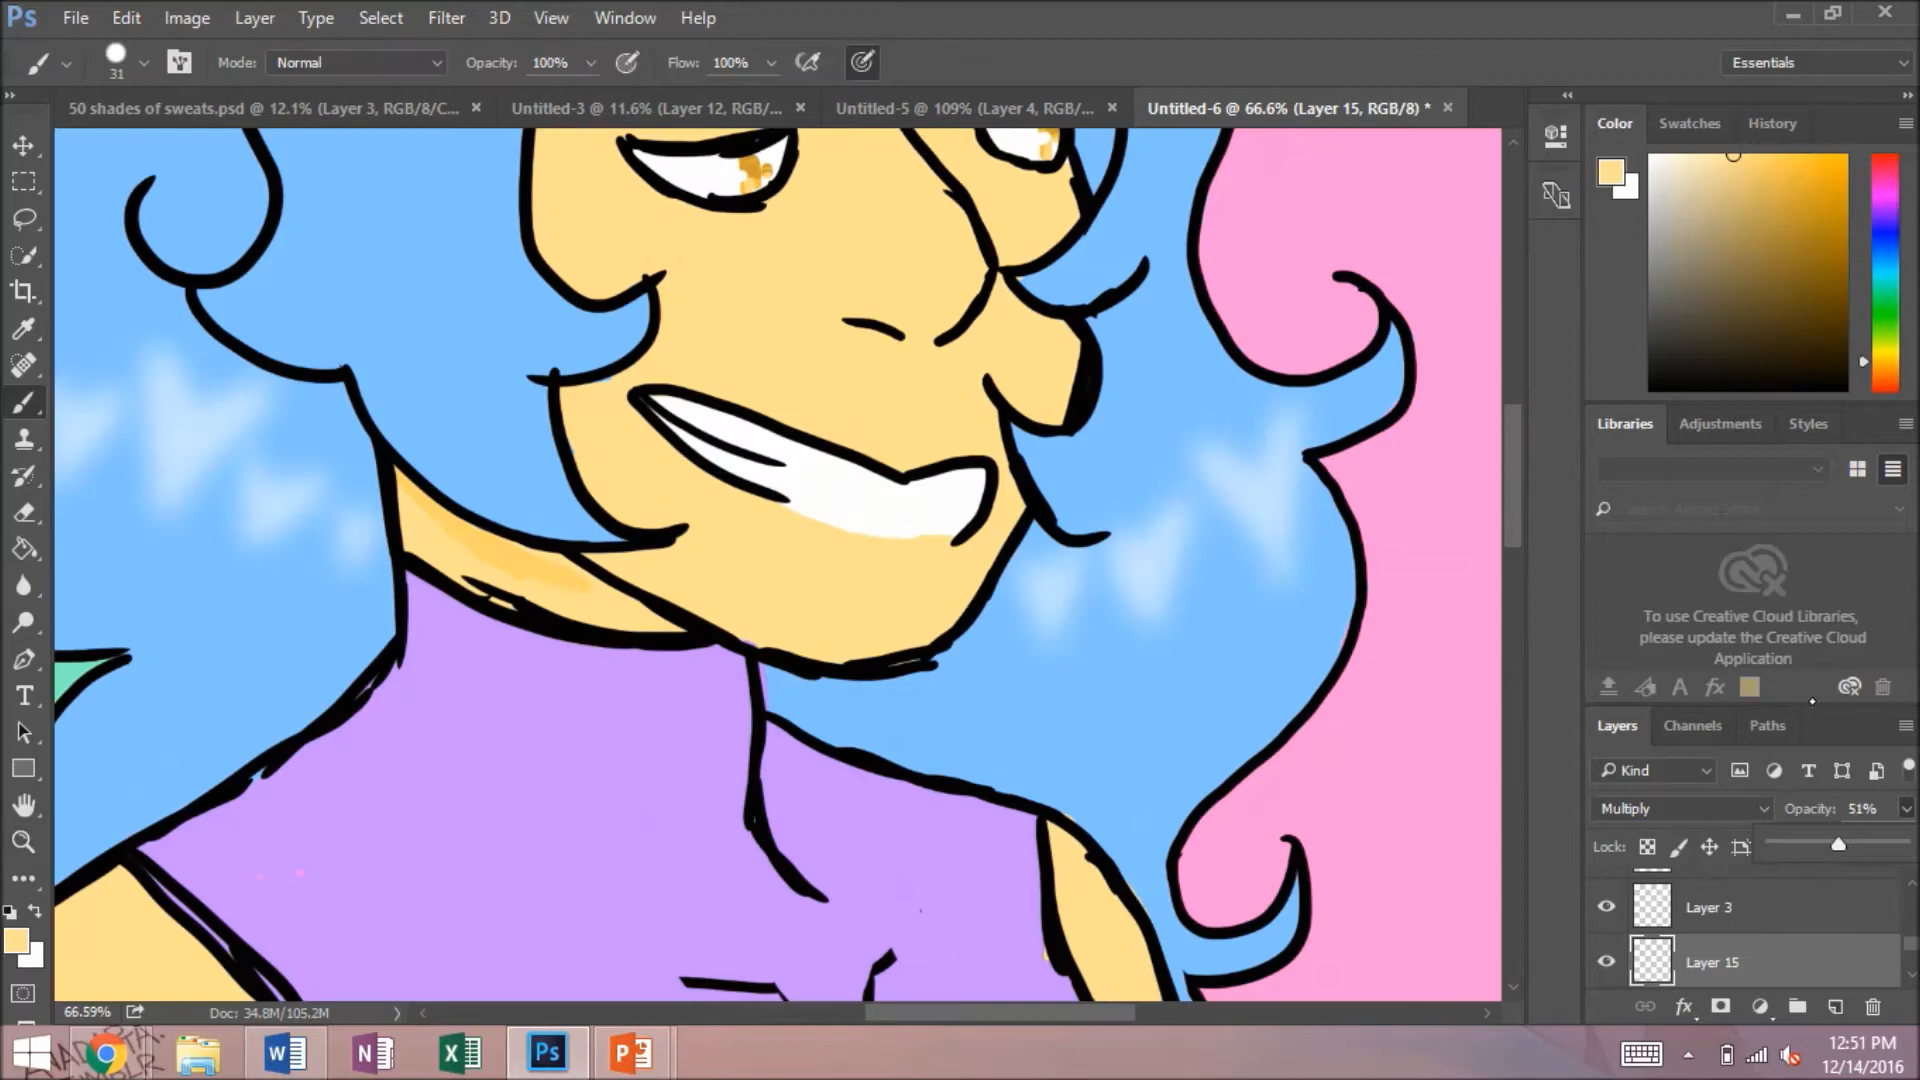 Ps File Edit Image Layer Type Select Filter 3D View Window Help
31 Mode: Normal Opacity: 100% Flow: 100% Essentials
50 shades of sweats.psd @ 12.1% (Layer 3, RGB/8/C... Untitled-3 @ 11.6% (Layer 12, RGB/... Untitled-5 @ 109% (Layer 4, RGB/... Untitled-6 @ 66.6% (Layer 15, RGB/8) *
Color Swatches History
Libraries Adjustments Styles
To use Creative Cloud Libraries,
please update the Creative Cloud
Application
Layers Channels Paths
Kind
Multiply Opacity: 51%
Lock:
Layer 3
Layer 15
66.59% Doc: 34.8M/105.2M
12:51 PM
12/14/2016